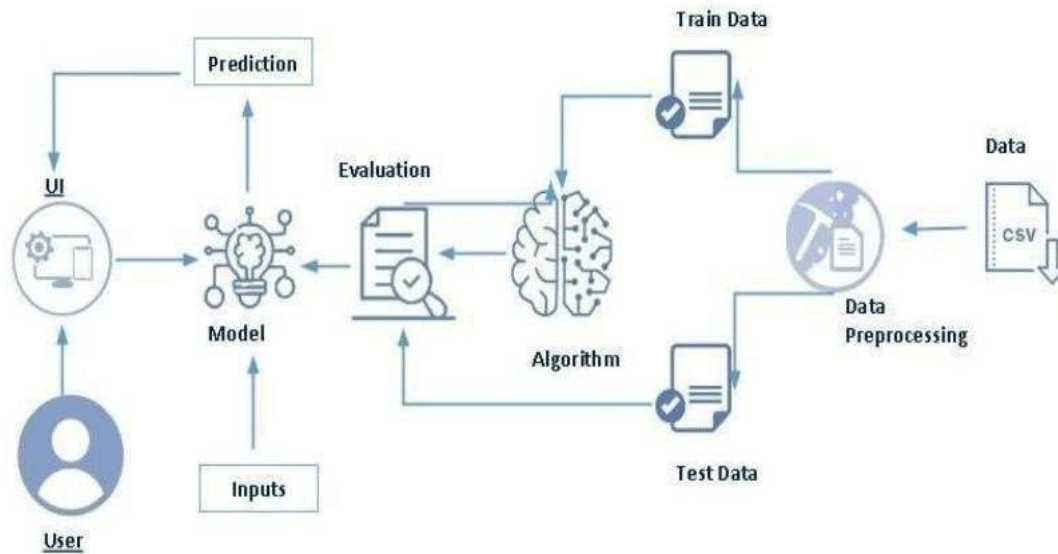 Train Data
Prediction
Data
Evaluation
UI
CSV
Model
Data
Preprocessing
Algorithm
Test Data
Inputs
User